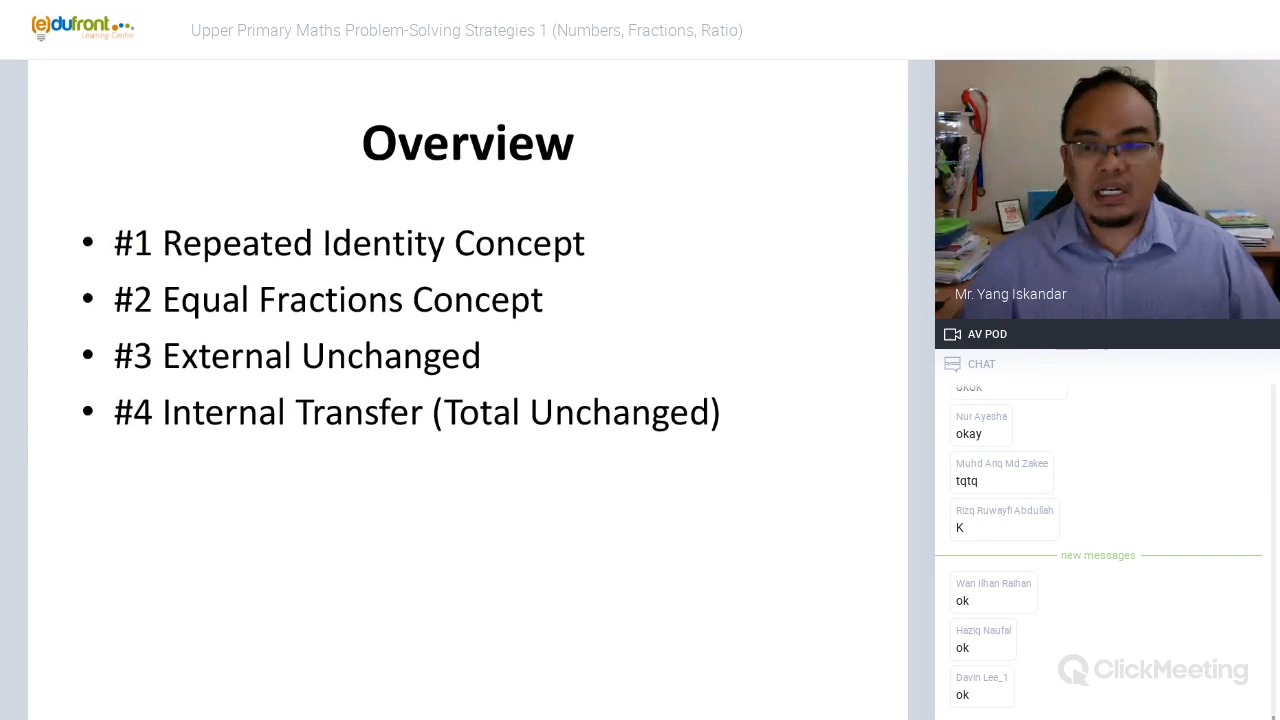 (e)dufront
Learning Centre
Upper Primary Maths Problem-Solving Strategies 1 (Numbers, Fractions, Ratio)
Overview
• #1 Repeated Identity Concept
• #2 Equal Fractions Concept
• #3 External Unchanged
• #4 Internal Transfer (Total Unchanged)
Mr. Yang Iskandar
AV POD
CHAT
okok
Nur Ayesha
okay
Muhd Ariq Md Zakee
tqtq
Rizq Ruwayfi Abdullah
K
new messages
Wan Ilhan Raihan
ok
Haziq Naufal
ok
Davin Lee_1
ok
ClickMeeting